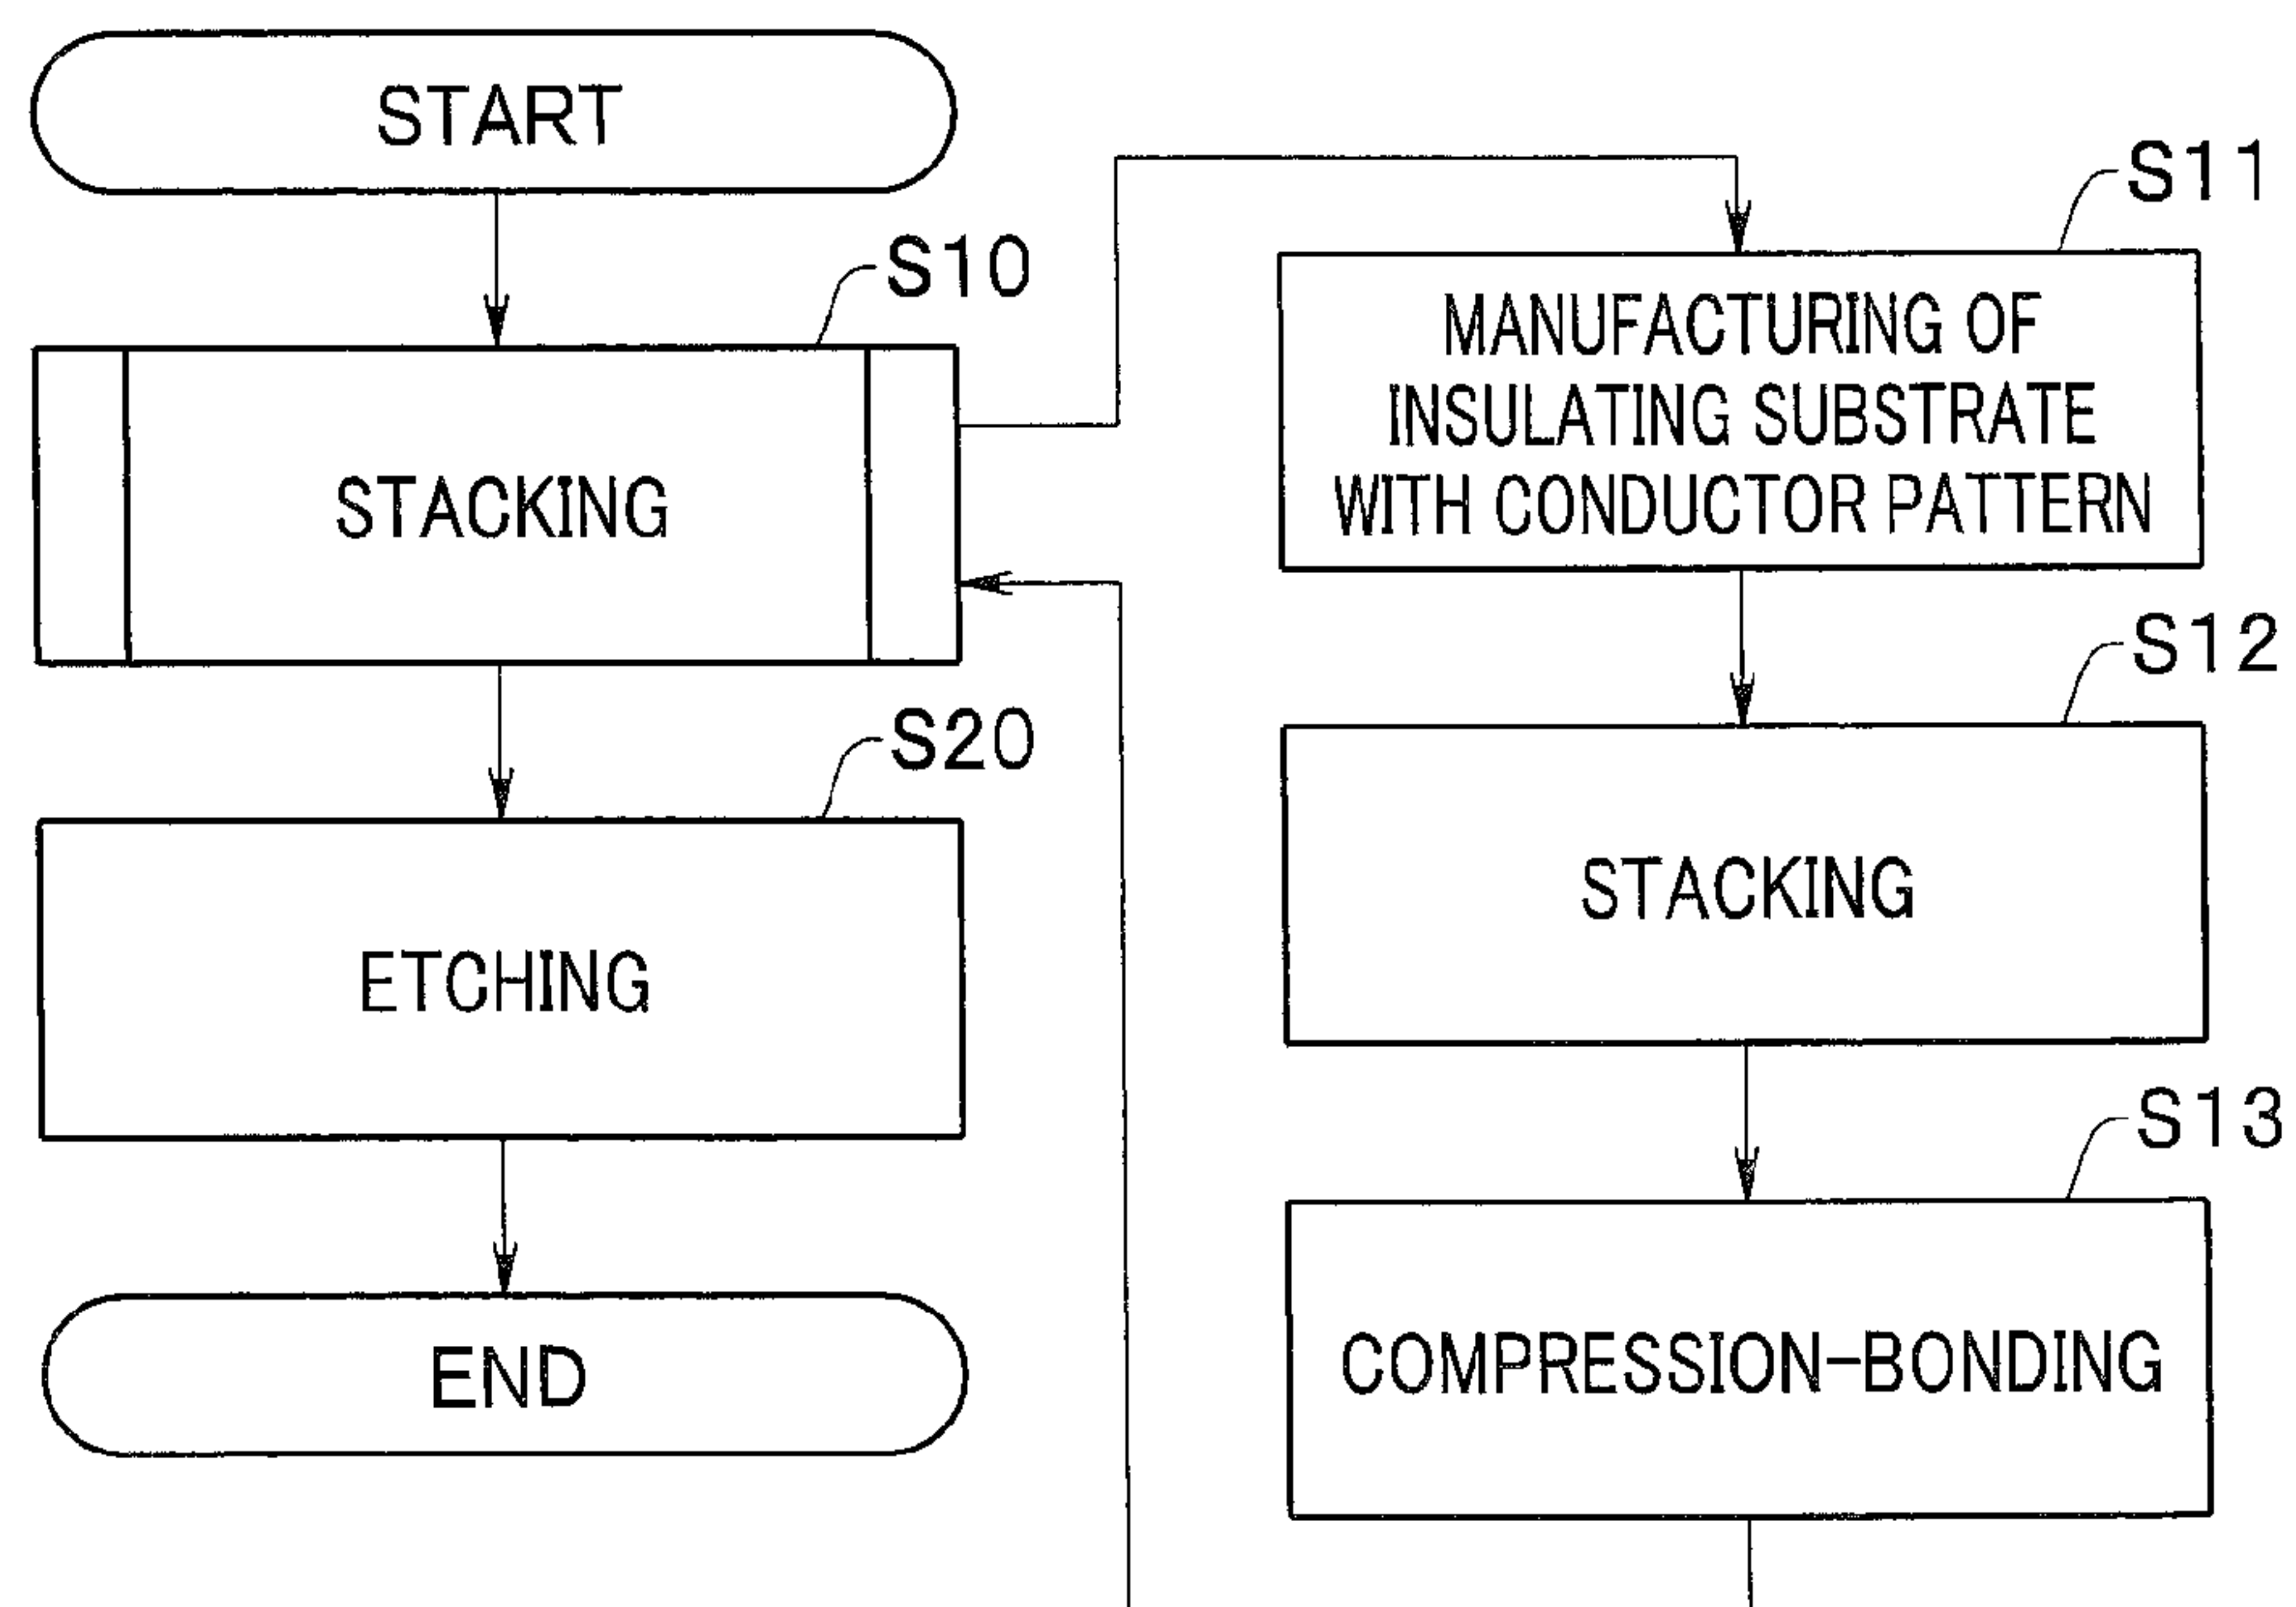 START
S10
STACKING
S20
ETCHING
END
S11
MANUFACTURING OF
INSULATING SUBSTRATE
WITH CONDUCTOR PATTERN
S12
STACKING
S13
COMPRESSION-BONDING